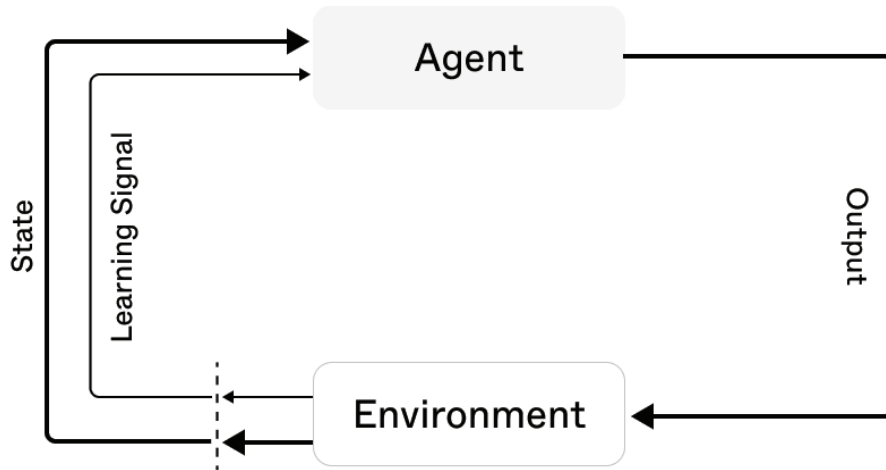 Agent
State
Learning Signal
Output
Environment